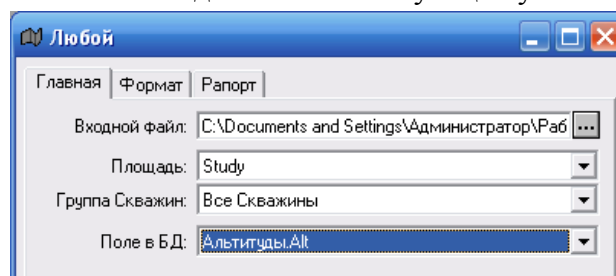 Любой
Главная Формат Рапорт
Входной файл: C:\Documents and Settings\Администратор\Раб ...
Площадь: Study
Группа Скважин: Все Скважины
Поле в БД: Альтитуды.Alt